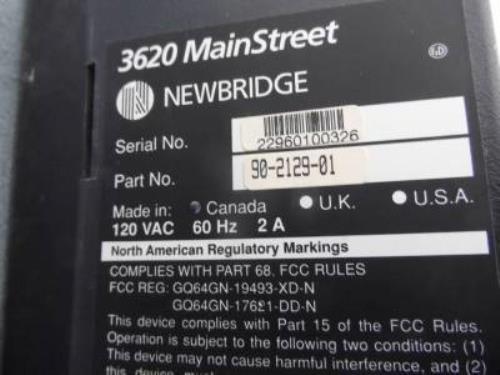 3620 MainStreet
NEWBRIDGE
Serial No. 22960100326
Part No. 90-2129-01
Made in: Canada U.K. U.S.A.
120 VAC 60 Hz 2 A
North American Regulatory Markings
COMPLIES WITH PART 68, FCC RULES
FCC REG: GQ64GN-19493-XD-N
GQ64GN-17621-DD-N
This device complies with Part 15 of the FCC Rules.
Operation is subject to the following two conditions: (1)
This device may not cause harmful interference, and (2)
this device must